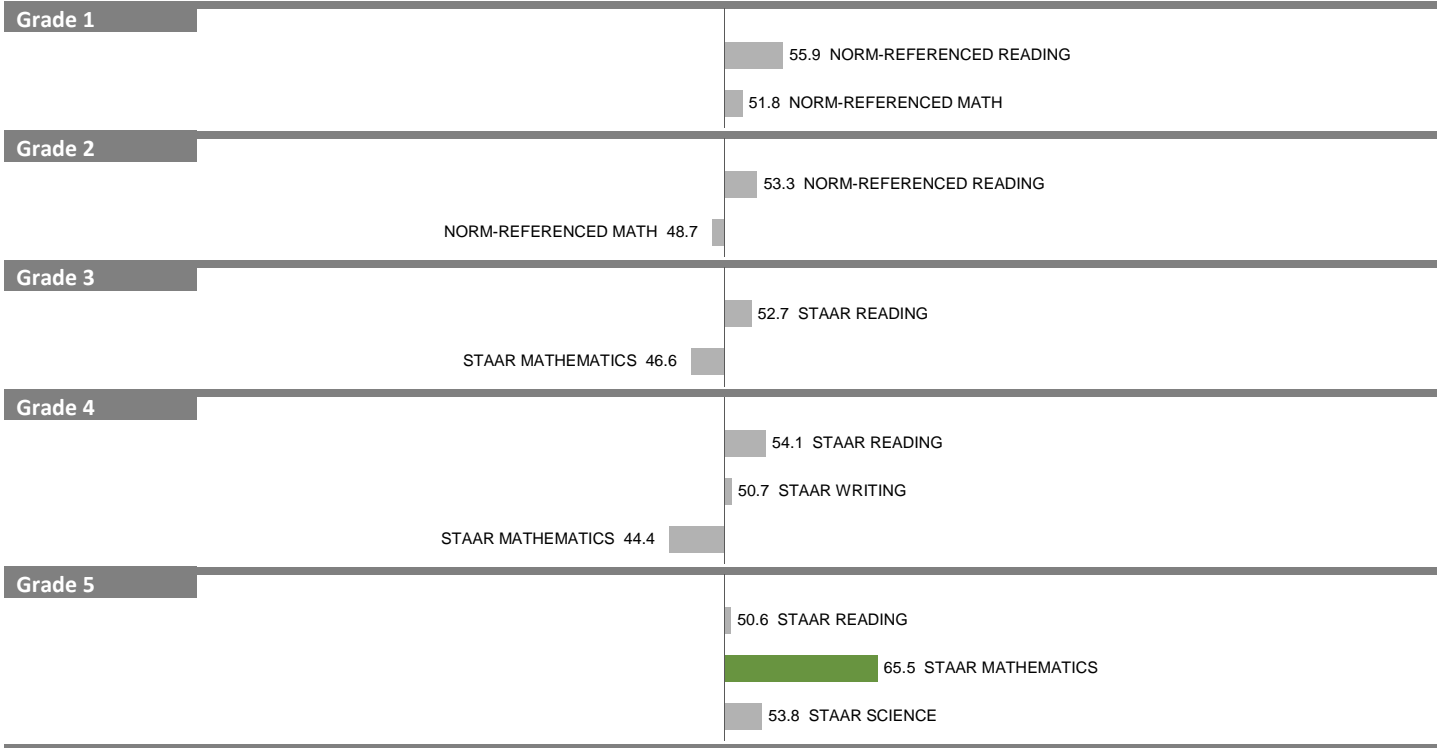 Grade 1
55.9 NORM-REFERENCED READING
51.8 NORM-REFERENCED MATH
Grade 2
53.3 NORM-REFERENCED READING
NORM-REFERENCED MATH 48.7
Grade 3
52.7 STAAR READING
STAAR MATHEMATICS 46.6
Grade 4
54.1 STAAR READING
50.7 STAAR WRITING
STAAR MATHEMATICS 44.4
Grade 5
50.6 STAAR READING
65.5 STAAR MATHEMATICS
53.8 STAAR SCIENCE